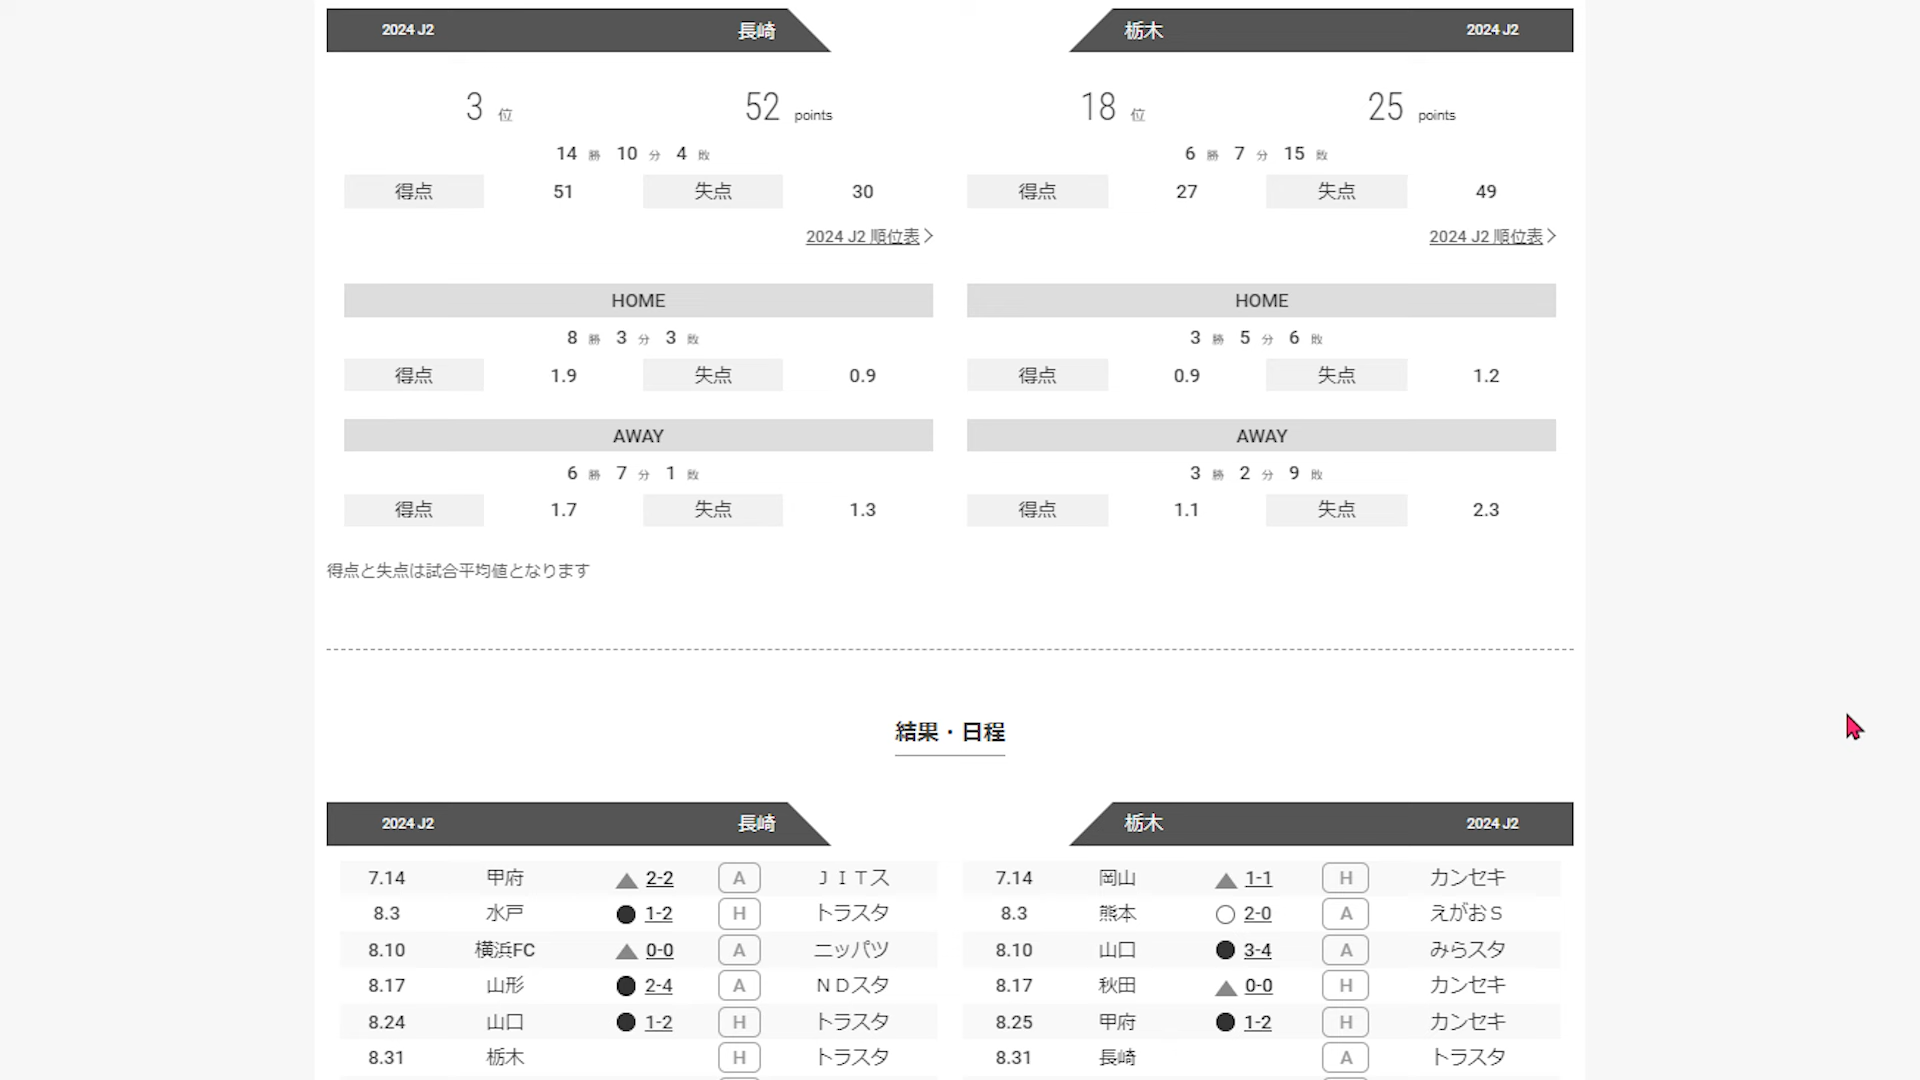 2024 J2 長崎 栃木 2024 J2
3 位 52 points 18 位 25 points
14 勝 10 分 4 敗 6 勝 7 分 15 敗
得点 51 失点 30 得点 27 失点 49
2024 J2 順位表 2024 J2 順位表
HOME HOME
8 勝 3 分 3 敗 3 勝 5 分 6 敗
得点 1.9 失点 0.9 得点 0.9 失点 1.2
AWAY AWAY
6 勝 7 分 1 敗 3 勝 2 分 9 敗
得点 1.7 失点 1.3 得点 1.1 失点 2.3
得点と失点は試合平均値となります
結果・日程
2024 J2 長崎 栃木 2024 J2
7.14 甲府 ▲ 2-2 A ＪＩＴス 7.14 岡山 ▲ 1-1 H カンセキ
8.3 水戸 ● 1-2 H トラスタ 8.3 熊本 ○ 2-0 A えがおＳ
8.10 横浜FC ▲ 0-0 A ニッパツ 8.10 山口 ● 3-4 A みらスタ
8.17 山形 ● 2-4 A ＮＤスタ 8.17 秋田 ▲ 0-0 H カンセキ
8.24 山口 ● 1-2 H トラスタ 8.25 甲府 ● 1-2 H カンセキ
8.31 栃木 H トラスタ 8.31 長崎 A トラスタ